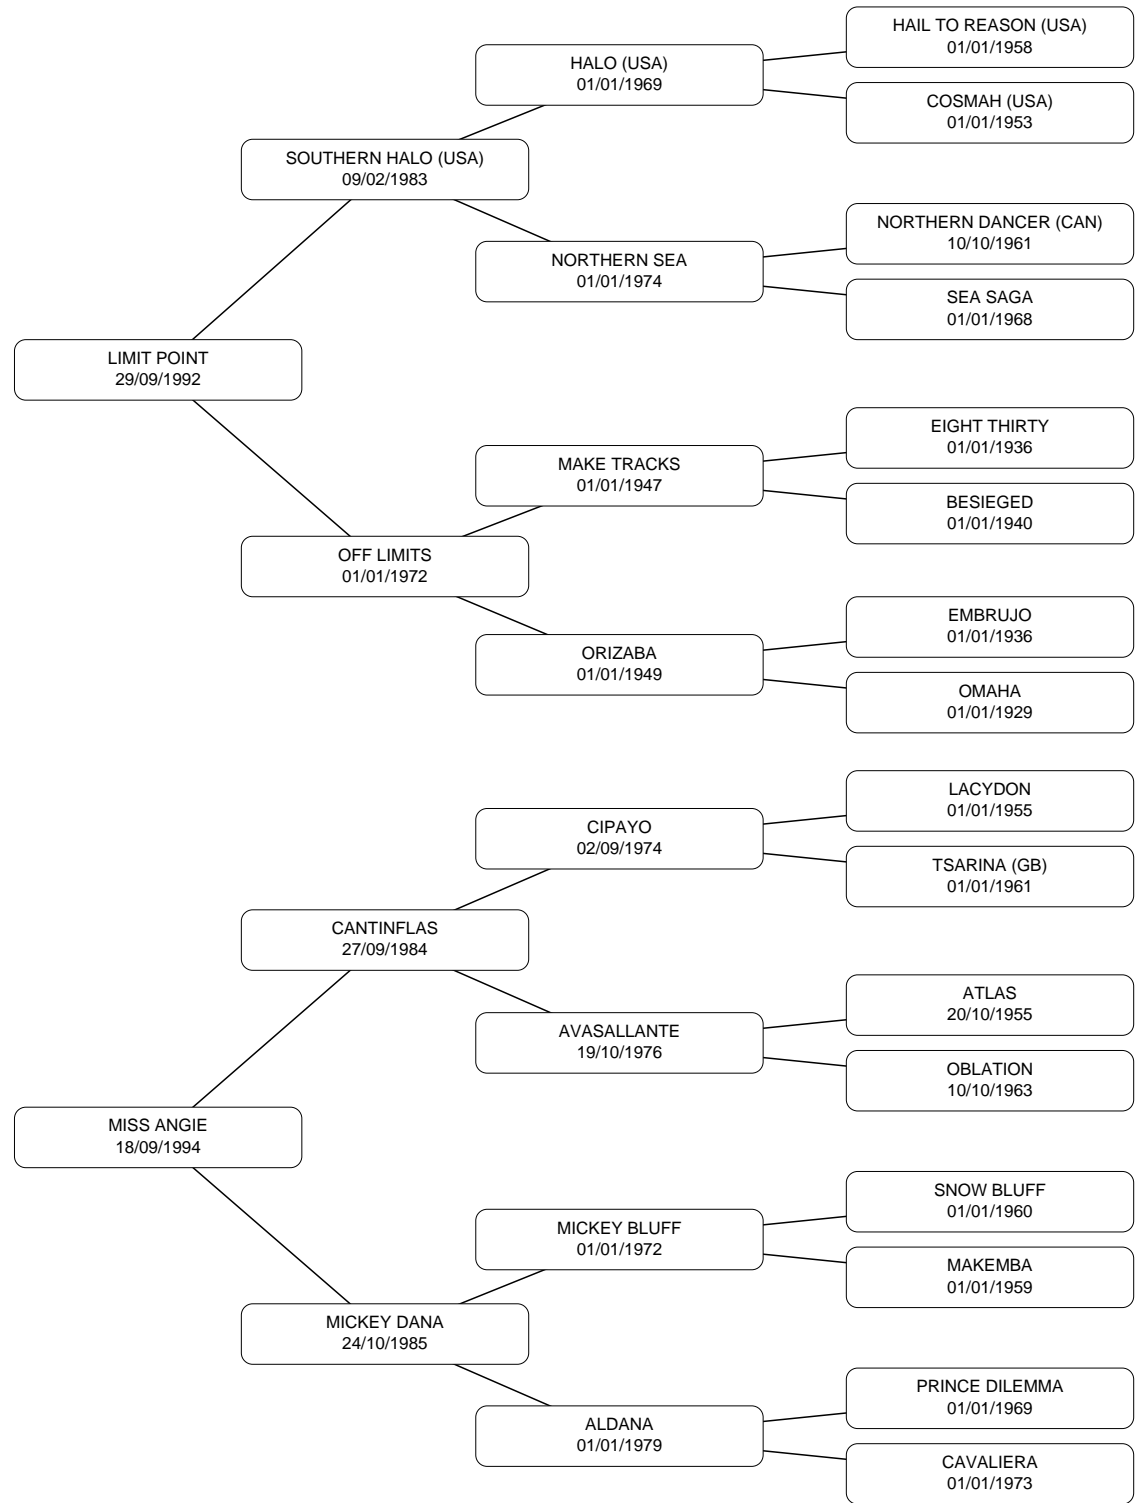 HAIL TO REASON (USA)
01/01/1958
HALO (USA)
01/01/1969
COSMAH (USA)
01/01/1953
SOUTHERN HALO (USA)
09/02/1983
NORTHERN DANCER (CAN)
10/10/1961
NORTHERN SEA
01/01/1974
SEA SAGA
01/01/1968
LIMIT POINT
29/09/1992
EIGHT THIRTY
01/01/1936
MAKE TRACKS
01/01/1947
BESIEGED
01/01/1940
OFF LIMITS
01/01/1972
EMBRUJO
01/01/1936
ORIZABA
01/01/1949
OMAHA
01/01/1929
LACYDON
01/01/1955
CIPAYO
02/09/1974
TSARINA (GB)
01/01/1961
CANTINFLAS
27/09/1984
ATLAS
20/10/1955
AVASALLANTE
19/10/1976
OBLATION
10/10/1963
MISS ANGIE
18/09/1994
SNOW BLUFF
01/01/1960
MICKEY BLUFF
01/01/1972
MAKEMBA
01/01/1959
MICKEY DANA
24/10/1985
PRINCE DILEMMA
01/01/1969
ALDANA
01/01/1979
CAVALIERA
01/01/1973